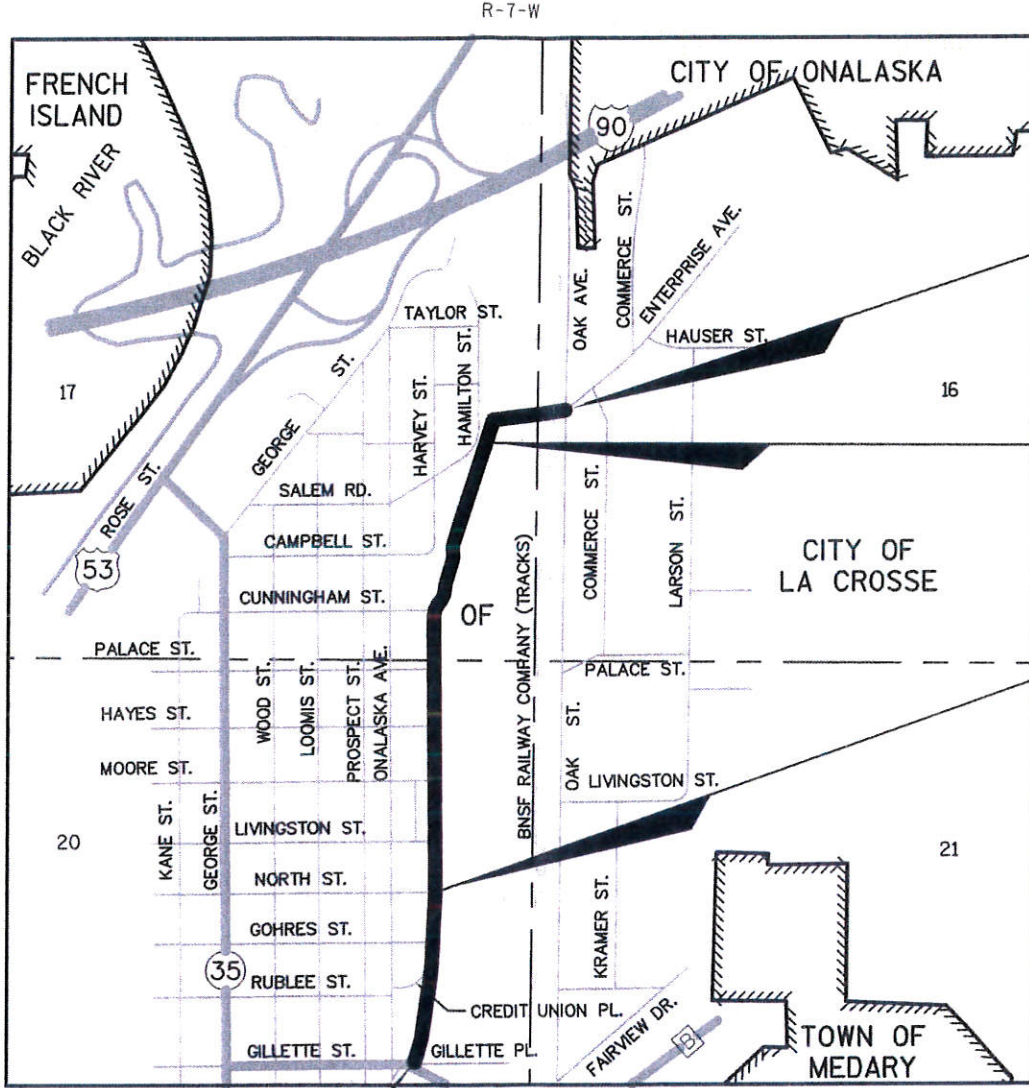 R-7-W
FRENCH
ISLAND
CITY OF ONALASKA
90
BLACK RIVER
COMMERCE ST.
ENTERPRISE AVE.
OAK AVE.
TAYLOR ST.
HAUSER ST.
17
GEORGE ST.
HARVEY ST.
HAMILTON ST.
16
ROSE ST.
SALEM RD.
53
CAMPBELL ST.
COMMERCE ST.
LARSON ST.
CITY OF
LA CROSSE
CUNNINGHAM ST.
OF
BNSF RAILWAY COMPANY (TRACKS)
PALACE ST.
PALACE ST.
WOOD ST.
LOOMIS ST.
PROSPECT ST.
ONALASKA AVE.
HAYES ST.
OAK ST.
MOORE ST.
LIVINGSTON ST.
KANE ST.
GEORGE ST.
20
LIVINGSTON ST.
21
NORTH ST.
GOHRES ST.
KRAMER ST.
35
RUBLEE ST.
CREDIT UNION PL.
FAIRVIEW DR.
B
TOWN OF
MEDARY
GILLETTE ST.
GILLETTE PL.